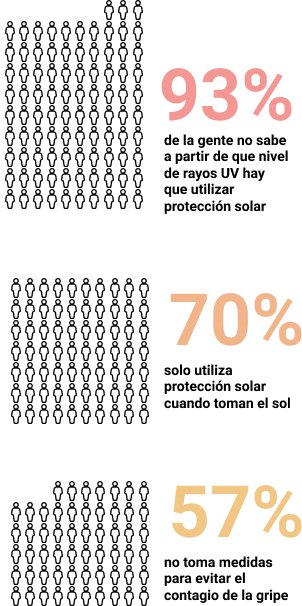 93%
de la gente no sabe
a partir de que nivel
de rayos UV hay
que utilizar
protección solar
70%
solo utiliza
protección solar
cuando toman el sol
57%
no toma medidas
para evitar el
contagio de la gripe